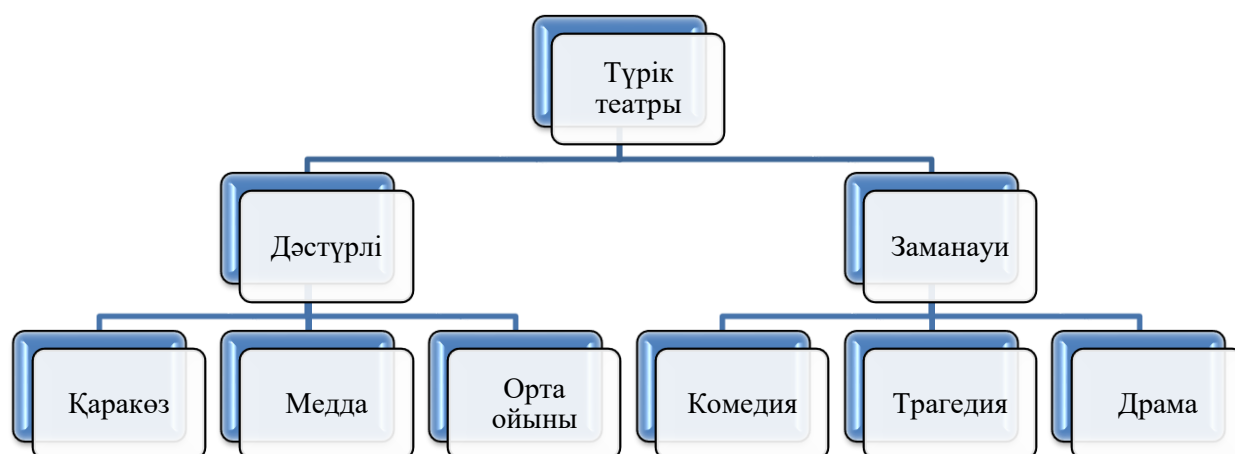 Түрік
театры
Дәстүрлі
Заманауи
Қаракөз
Медда
Орта
ойыны
Комедия
Трагедия
Драма